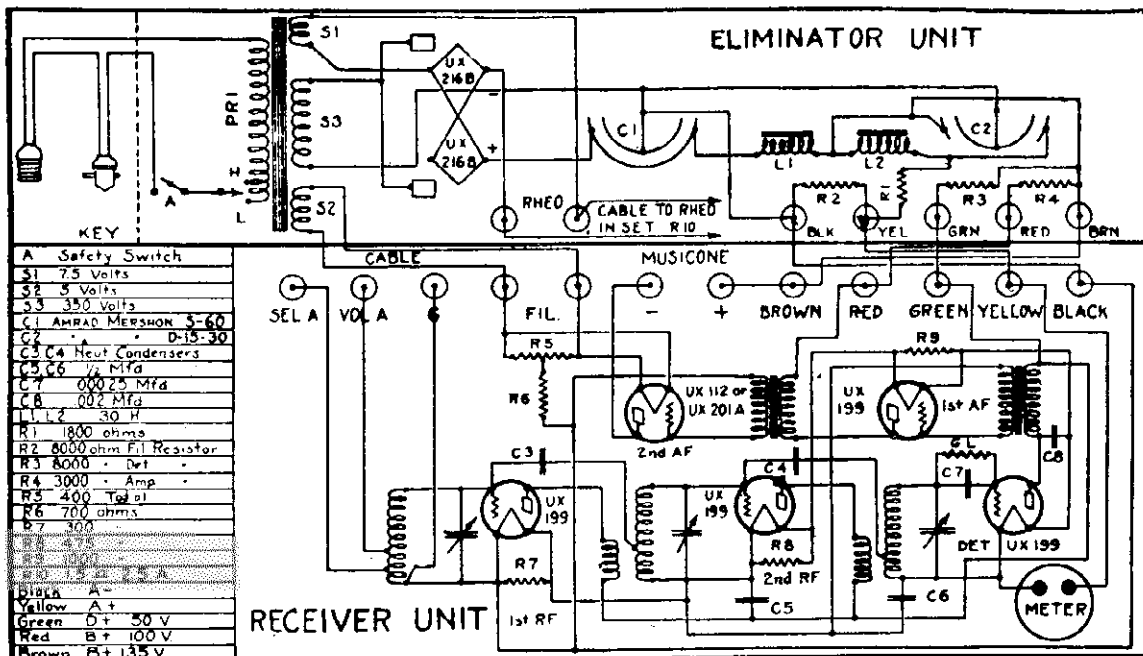 ELIMINATOR UNIT
S1
UX 216B
PRI
S3
UX 216B
-
+
C1
C2
L1
L2
R1
H
L
A
S2
RHEO
CABLE TO RHEO
IN SET R10
R2
R3
R4
BLK
YEL
GRN
RED
BRN
KEY
A Safety Switch
S1 7.5 Volts
S2 5 Volts
S3 350 Volts
C1 AMRAD MERSHON S-60
C2 " " D-15-30
C3 C4 Neut Condensers
C5 C6 1/2 Mfd
C7 .00025 Mfd
C8 .002 Mfd
L1 L2 30 H
R1 1800 ohms
R2 8000 ohm Fil Resistor
R3 8000 " Det "
R4 3000 " Amp "
R5 400 Total
R6 700 ohms
R7 300
R10 1.5 Ω 2.5 A
Black A-
Yellow A+
Green D+ 50 V
Red B+ 100 V
Brown B+ 135 V
CABLE
MUSICONE
SEL A
VOL A
G
FIL.
-
+
BROWN
RED
GREEN
YELLOW
BLACK
R5
R6
UX 112 or
UX 201A
2nd AF
R9
UX 199
1st AF
C3
UX 199
R7
1st RF
C4
UX 199
R8
2nd RF
C5
G L
C7
C8
DET
UX 199
C6
METER
RECEIVER UNIT